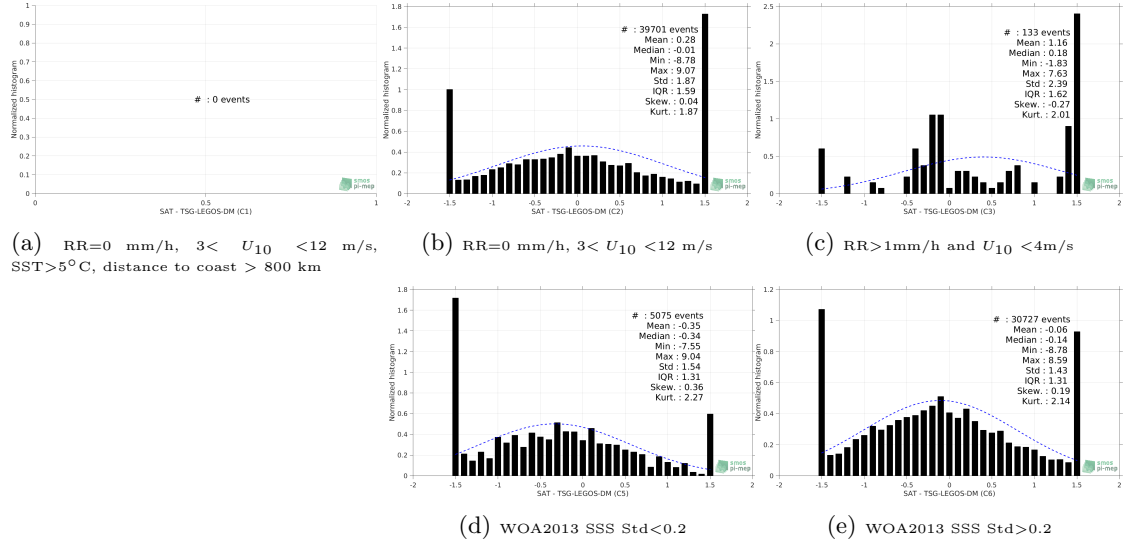 1
0.9
0.8
0.7
0.6
0.5
0.4
0.3
0.2
0.1
0
Normalized histogram
# : 0 events
0 0.5 1
SAT - TSG-LEGOS-DM (C1)
smos
pi-mep
(a) RR=0 mm/h, 3< U10 <12 m/s,
SST>5°C, distance to coast > 800 km
1.8
1.6
1.4
1.2
1
0.8
0.6
0.4
0.2
0
Normalized histogram
# : 39701 events
Mean : 0.28
Median : -0.01
Min : -8.78
Max : 9.07
Std : 1.87
IQR : 1.59
Skew. : 0.04
Kurt. : 1.87
-2 -1.5 -1 -0.5 0 0.5 1 1.5 2
SAT - TSG-LEGOS-DM (C2)
smos
pi-mep
(b) RR=0 mm/h, 3< U10 <12 m/s
2.5
2
1.5
1
0.5
0
Normalized histogram
# : 133 events
Mean : 1.16
Median : 0.18
Min : -1.83
Max : 7.63
Std : 2.39
IQR : 1.62
Skew. : -0.27
Kurt. : 2.01
-2 -1.5 -1 -0.5 0 0.5 1 1.5 2
SAT - TSG-LEGOS-DM (C3)
smos
pi-mep
(c) RR>1mm/h and U10 <4m/s
1.8
1.6
1.4
1.2
1
0.8
0.6
0.4
0.2
0
Normalized histogram
# : 5075 events
Mean : -0.35
Median : -0.34
Min : -7.55
Max : 9.04
Std : 1.54
IQR : 1.31
Skew. : 0.36
Kurt. : 2.27
-2 -1.5 -1 -0.5 0 0.5 1 1.5 2
SAT - TSG-LEGOS-DM (C5)
smos
pi-mep
(d) WOA2013 SSS Std<0.2
1.2
1
0.8
0.6
0.4
0.2
0
Normalized histogram
# : 30727 events
Mean : -0.06
Median : -0.14
Min : -8.78
Max : 8.59
Std : 1.43
IQR : 1.31
Skew. : 0.19
Kurt. : 2.14
-2 -1.5 -1 -0.5 0 0.5 1 1.5 2
SAT - TSG-LEGOS-DM (C6)
smos
pi-mep
(e) WOA2013 SSS Std>0.2